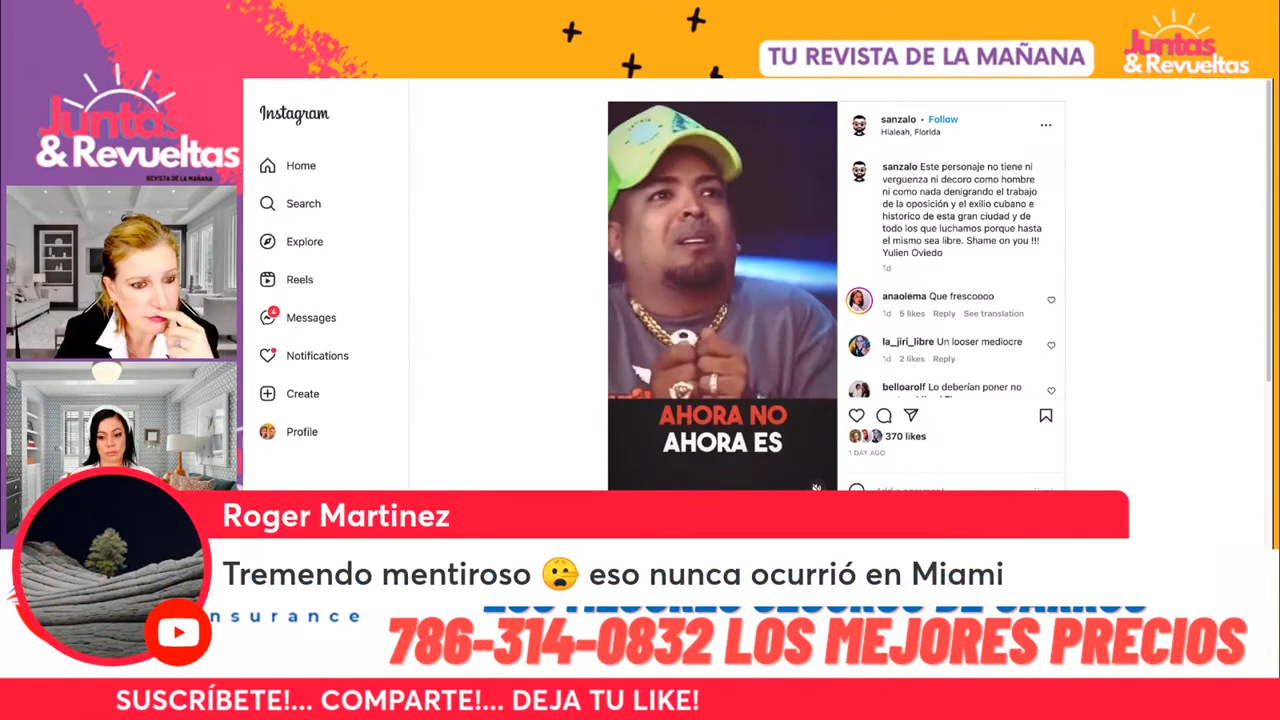 TU REVISTA DE LA MAÑANA
Juntas
& Revueltas
Juntas
& Revueltas
REVISTA DE LA MAÑANA
Instagram
Home
Search
Explore
Reels
4
Messages
Notifications
Create
Profile
AHORA NO
AHORA ES
sanzalo • Follow
Hialeah, Florida
sanzalo Este personaje no tiene ni
verguenza ni decoro como hombre
ni como nada denigrando el trabajo
de la oposición y el exilio cubano e
historico de esta gran ciudad y de
todo los que luchamos porque hasta
el mismo sea libre. Shame on you !!!
Yulien Oviedo
1d
anaolema Que frescoooo
1d 5 likes Reply See translation
la_jiri_libre Un looser mediocre
1d 2 likes Reply
belloarolf Lo deberían poner no
370 likes
1 DAY AGO
Roger Martinez
Tremendo mentiroso 🫢 eso nunca ocurrió en Miami
nsurance
LOS MEJORES SEGUROS DE CARROS
786-314-0832 LOS MEJORES PRECIOS
SUSCRÍBETE!... COMPARTE!... DEJA TU LIKE!